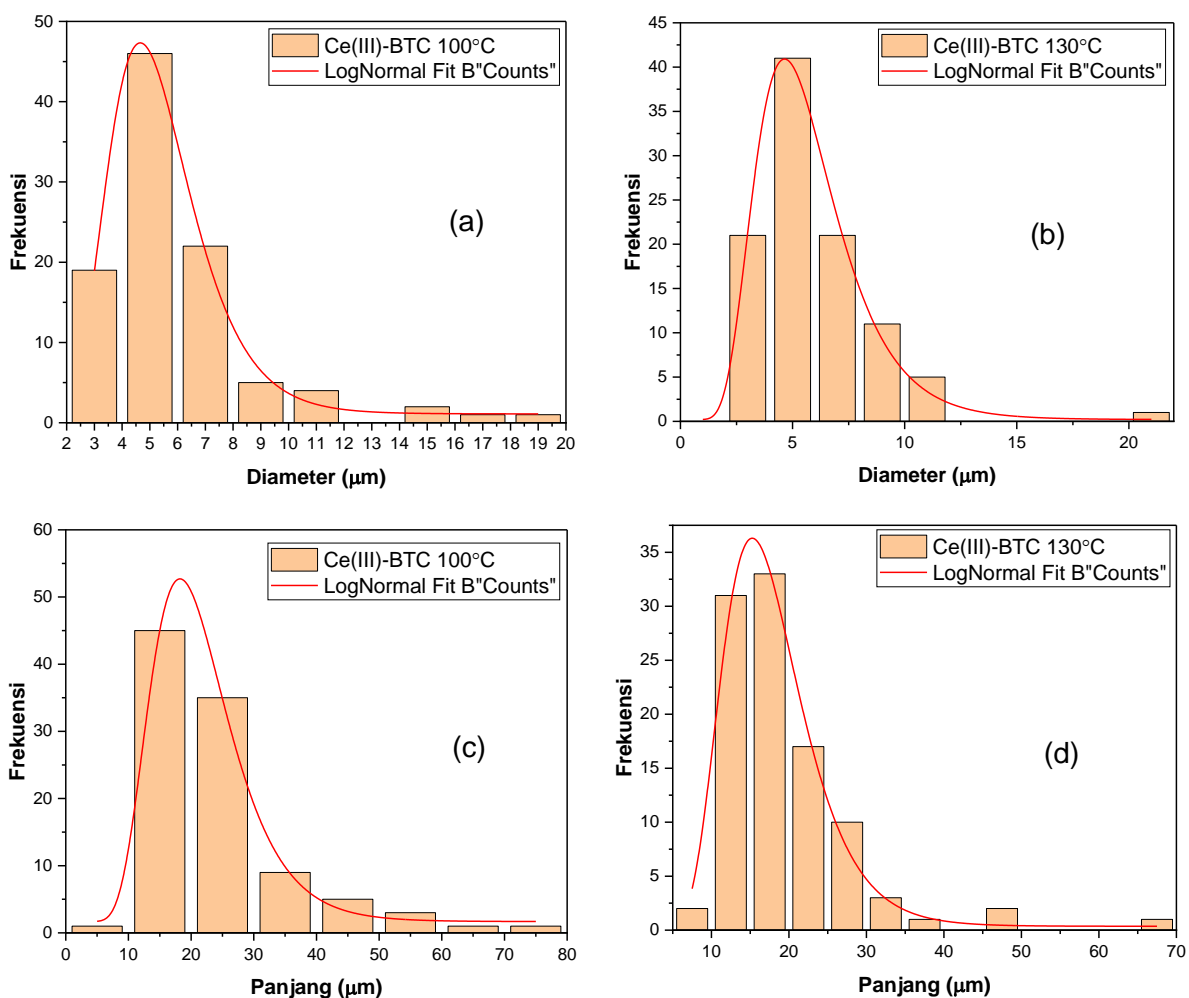 Ce(III)-BTC 100°C
LogNormal Fit B"Counts"
(a)
Frekuensi
50
40
30
20
10
0
2 3 4 5 6 7 8 9 10 11 12 13 14 15 16 17 18 19 20
Diameter (μm)
Ce(III)-BTC 130°C
LogNormal Fit B"Counts"
(b)
Frekuensi
45
40
35
30
25
20
15
10
5
0
0 5 10 15 20
Diameter (μm)
Ce(III)-BTC 100°C
LogNormal Fit B"Counts"
(c)
Frekuensi
60
50
40
30
20
10
0
0 10 20 30 40 50 60 70 80
Panjang (μm)
Ce(III)-BTC 130°C
LogNormal Fit B"Counts"
(d)
Frekuensi
35
30
25
20
15
10
5
0
10 20 30 40 50 60 70
Panjang (μm)